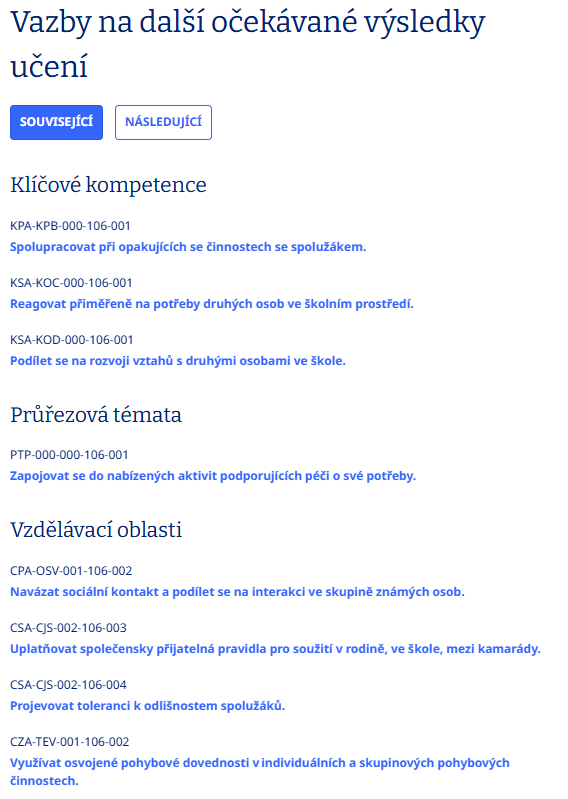 Vazby na další očekávané výsledky
učení
SOUVISEJÍCÍ
NÁSLEDUJÍCÍ
Klíčové kompetence
KPA-KPB-000-106-001
Spolupracovat při opakujících se činnostech se spolužákem.
KSA-KOC-000-106-001
Reagovat přiměřeně na potřeby druhých osob ve školním prostředí.
KSA-KOD-000-106-001
Podílet se na rozvoji vztahů s druhými osobami ve škole.
Průřezová témata
PTP-000-000-106-001
Zapojovat se do nabízených aktivit podporujících péči o své potřeby.
Vzdělávací oblasti
CPA-OSV-001-106-002
Navázat sociální kontakt a podílet se na interakci ve skupině známých osob.
CSA-CJS-002-106-003
Uplatňovat společensky přijatelná pravidla pro soužití v rodině, ve škole, mezi kamarády.
CSA-CJS-002-106-004
Projevovat toleranci k odlišnostem spolužáků.
CZA-TEV-001-106-002
Využívat osvojené pohybové dovednosti v individuálních a skupinových pohybových
činnostech.